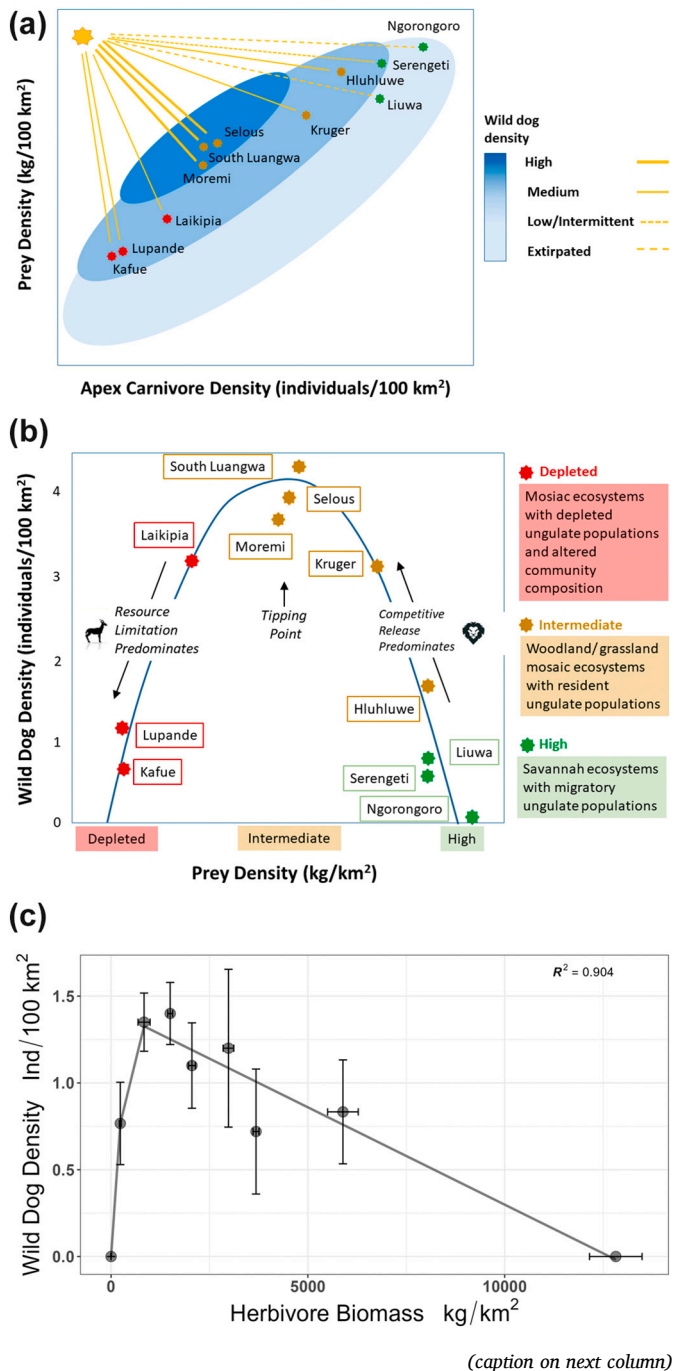 (a)
Ngorongoro
Serengeti
Hluhluwe
Liuwa
Kruger
Selous
South Luangwa
Moremi
Laikipia
Lupande
Kafue
Prey Density (kg/100 km²)
Apex Carnivore Density (individuals/100 km²)
Wild dog
density
High
Medium
Low/Intermittent
Extirpated
(b)
Wild Dog Density (individuals/100 km²)
4
3
2
1
0
South Luangwa
Selous
Moremi
Laikipia
Kruger
Resource
Limitation
Predominates
Tipping
Point
Competitive
Release
Predominates
Hluhluwe
Lupande
Liuwa
Kafue
Serengeti
Ngorongoro
Depleted
Intermediate
High
Prey Density (kg/km²)
Depleted
Mosiac ecosystems
with depleted
ungulate populations
and altered
community
composition
Intermediate
Woodland/grassland
mosaic ecosystems
with resident
ungulate populations
High
Savannah ecosystems
with migratory
ungulate populations
(c)
Wild Dog Density Ind/100 km²
R² = 0.904
1.5
1.0
0.5
0.0
0
5000
10000
Herbivore Biomass kg/km²
(caption on next column)